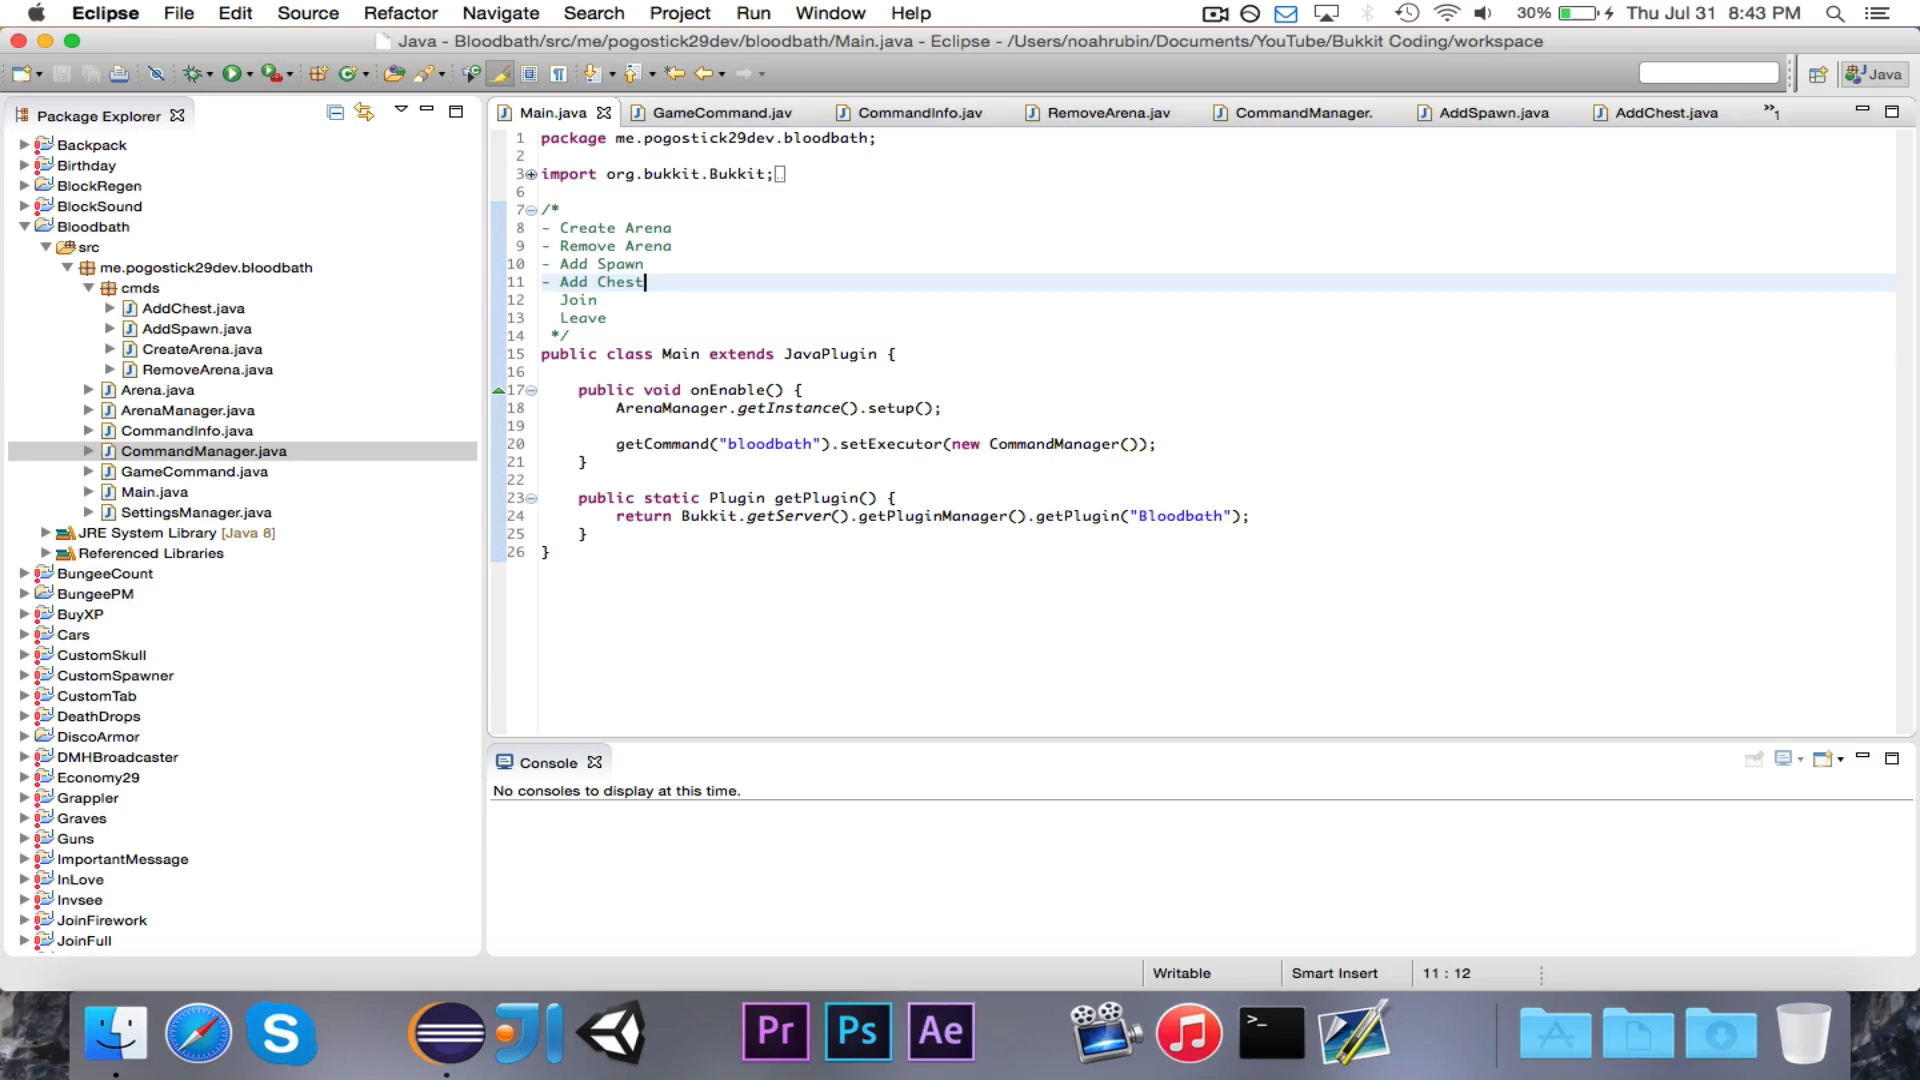 Eclipse File Edit Source Refactor Navigate Search Project Run Window Help 30% Thu Jul 31 8:43 PM
Java - Bloodbath/src/me/pogostick29dev/bloodbath/Main.java - Eclipse - /Users/noahrubin/Documents/YouTube/Bukkit Coding/workspace
Java
Package Explorer
Backpack
Birthday
BlockRegen
BlockSound
Bloodbath
src
me.pogostick29dev.bloodbath
cmds
AddChest.java
AddSpawn.java
CreateArena.java
RemoveArena.java
Arena.java
ArenaManager.java
CommandInfo.java
CommandManager.java
GameCommand.java
Main.java
SettingsManager.java
JRE System Library [Java 8]
Referenced Libraries
BungeeCount
BungeePM
BuyXP
Cars
CustomSkull
CustomSpawner
CustomTab
DeathDrops
DiscoArmor
DMHBroadcaster
Economy29
Grappler
Graves
Guns
ImportantMessage
InLove
Invsee
JoinFirework
JoinFull
Main.java GameCommand.jav CommandInfo.jav RemoveArena.jav CommandManager. AddSpawn.java AddChest.java »1
1 package me.pogostick29dev.bloodbath;
2
3 import org.bukkit.Bukkit;
6
7 /*
8 - Create Arena
9 - Remove Arena
10 - Add Spawn
11 - Add Chest
12 Join
13 Leave
14 */
15 public class Main extends JavaPlugin {
16
17 public void onEnable() {
18 ArenaManager.getInstance().setup();
19
20 getCommand("bloodbath").setExecutor(new CommandManager());
21 }
22
23 public static Plugin getPlugin() {
24 return Bukkit.getServer().getPluginManager().getPlugin("Bloodbath");
25 }
26 }
Console
No consoles to display at this time.
Writable Smart Insert 11 : 12
S Pr Ps Ae >_